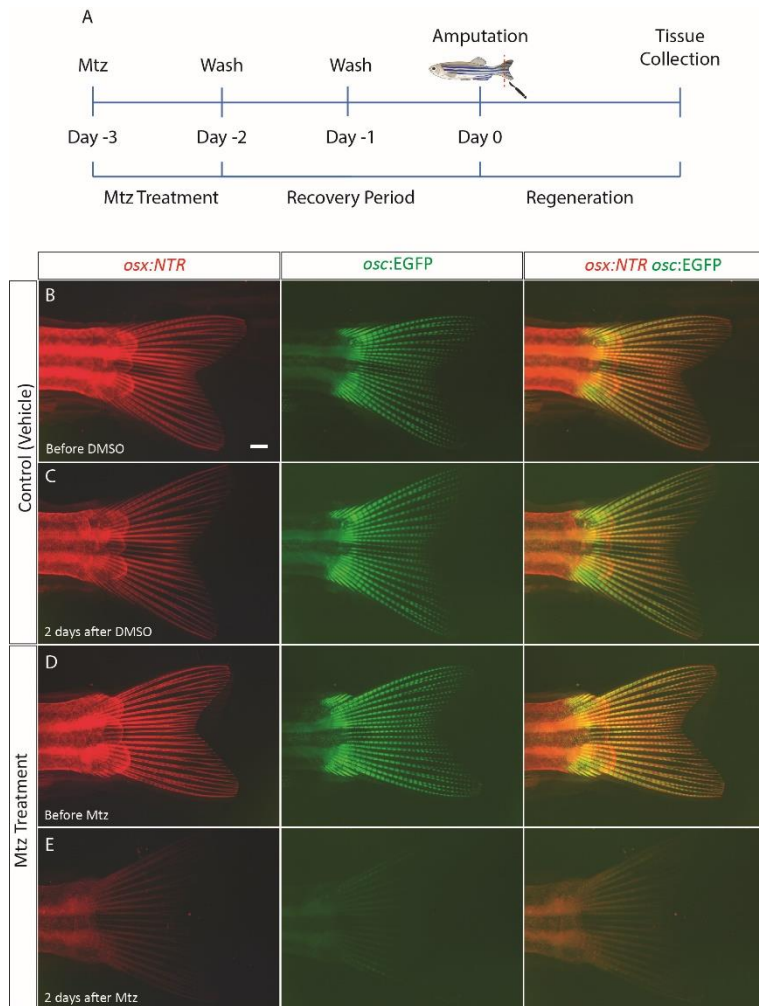 A
Amputation
Tissue
Collection
Mtz
Wash
Wash
Day -3
Day -2
Day -1
Day 0
Mtz Treatment
Recovery Period
Regeneration
osx:NTR
osc:EGFP
osx:NTR osc:EGFP
Control (Vehicle)
B
Before DMSO
C
2 days after DMSO
Mtz Treatment
D
Before Mtz
E
2 days after Mtz